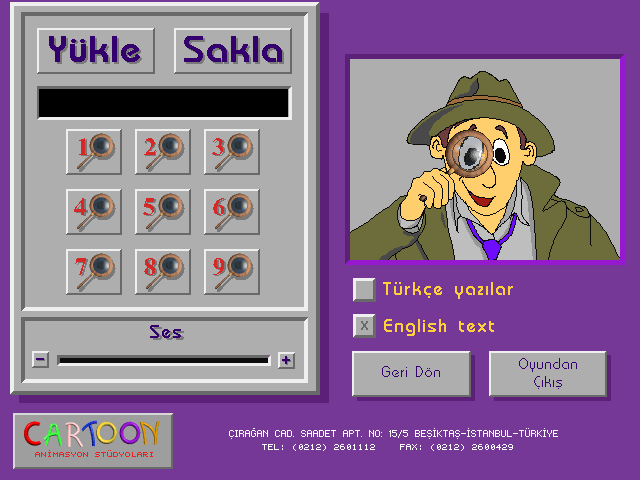 Yükle Sakla
1 2 3
4 5 6
7 8 9
Ses
- +
Türkçe yazılar
x English text
Geri Dön
Oyundan
Çıkış
CARTOON
ANİMASYON STÜDYOLARI
ÇIRAĞAN CAD. SAADET APT. NO: 15/5 BEŞİKTAŞ-İSTANBUL-TÜRKİYE
TEL: (0212) 2601112 FAX: (0212) 2600429